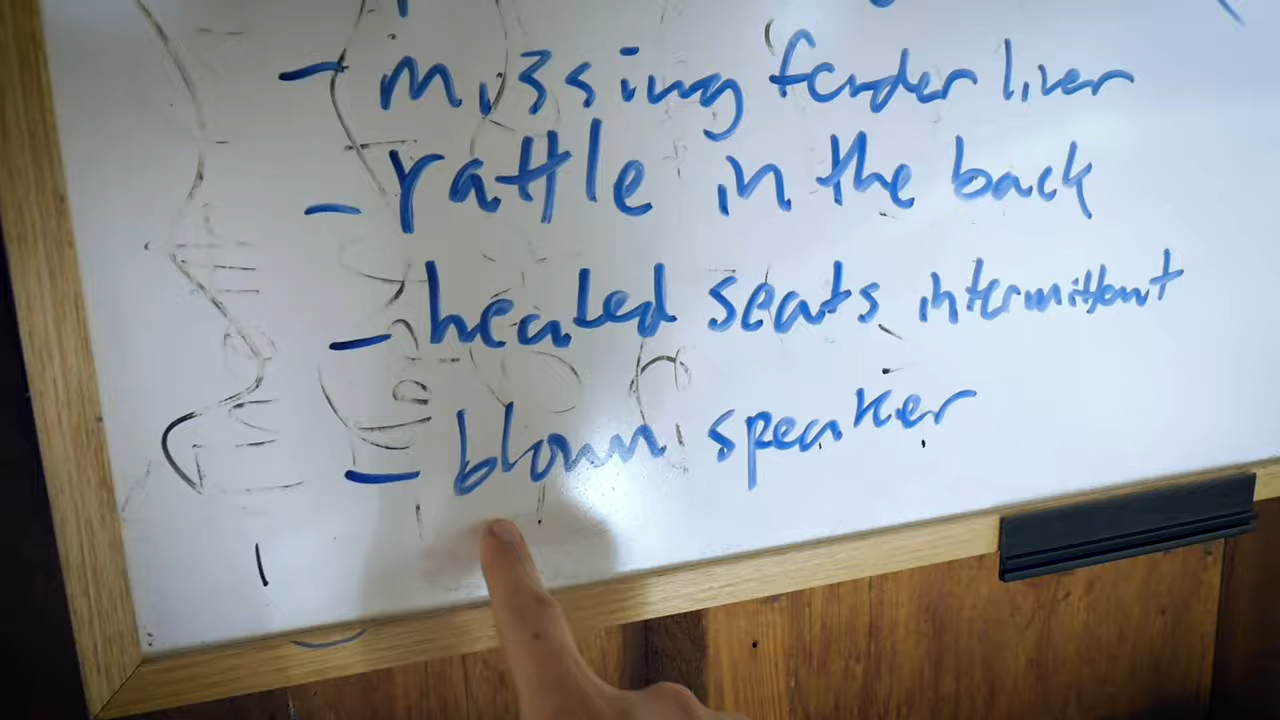 - missing fender liner
- rattle in the back
- heated seats intermittent
- blown speaker